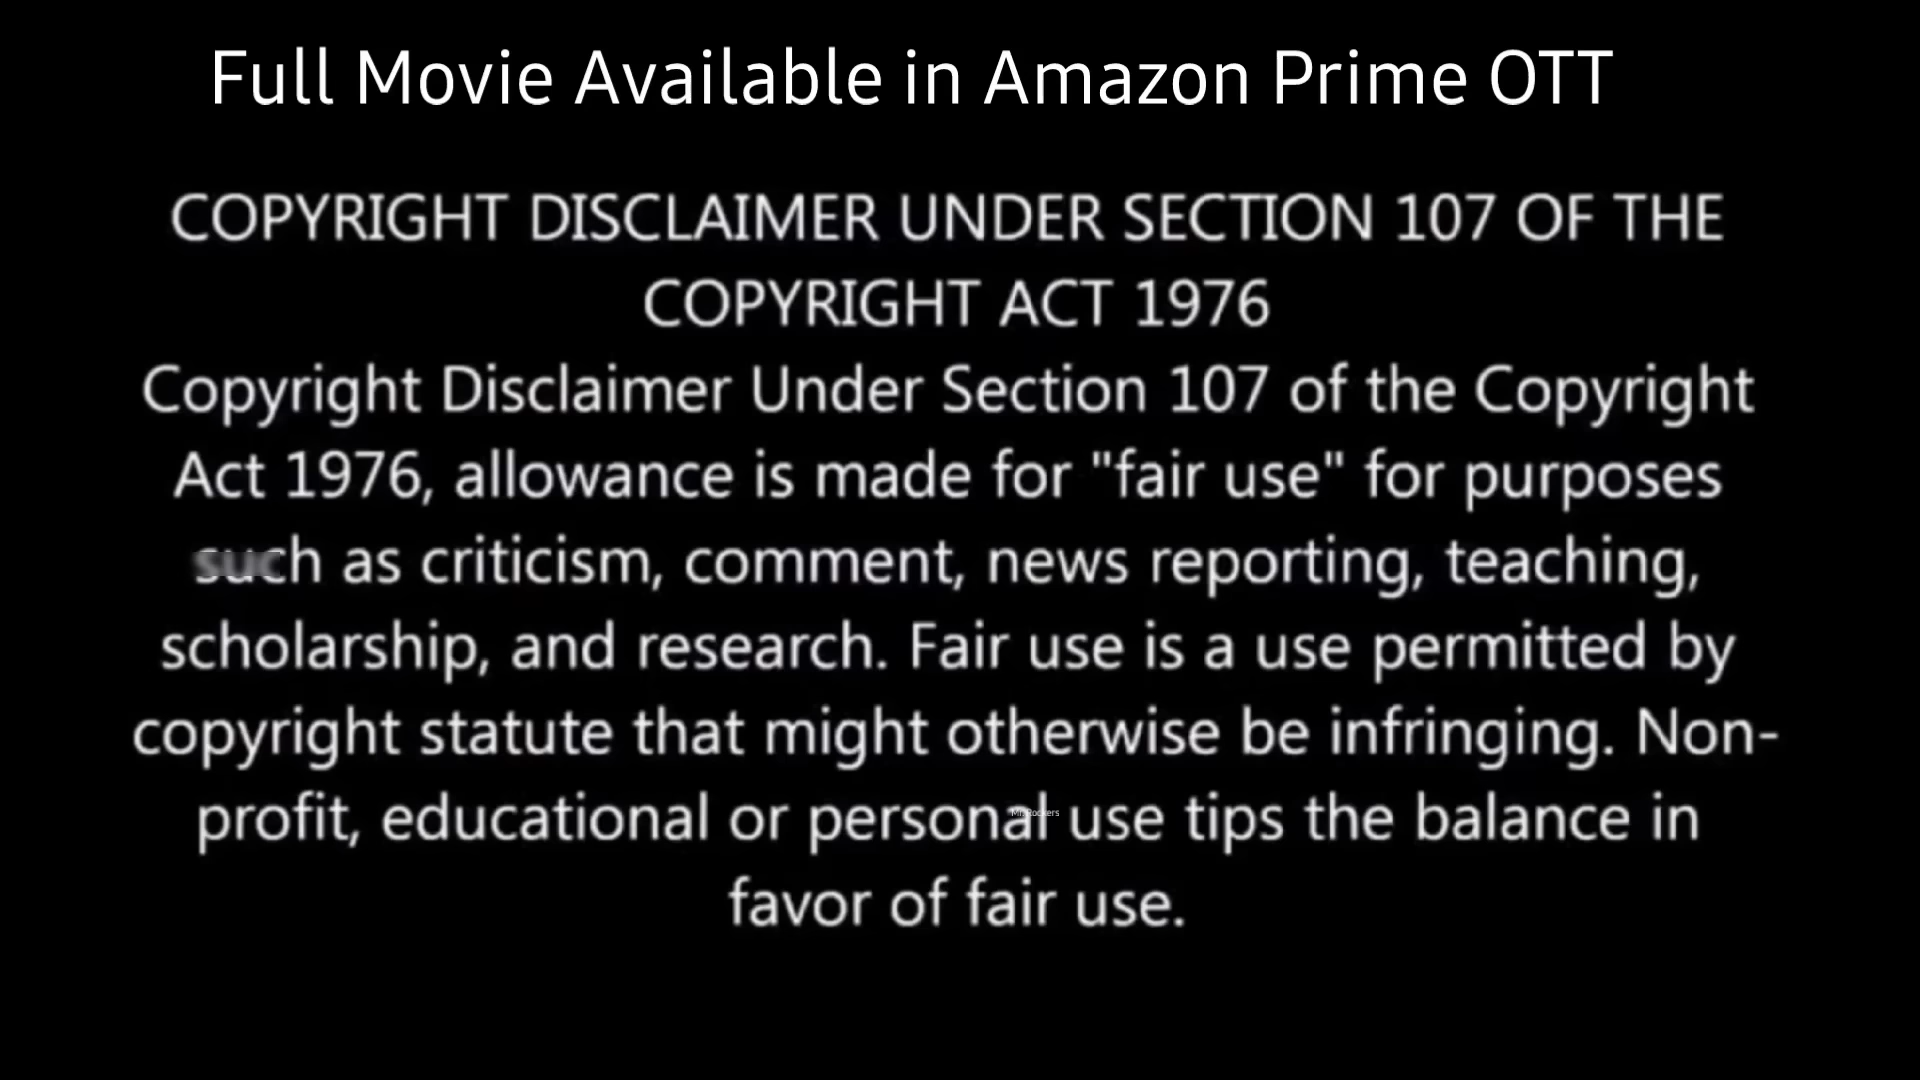 Full Movie Available in Amazon Prime OTT
COPYRIGHT DISCLAIMER UNDER SECTION 107 OF THE
COPYRIGHT ACT 1976
Copyright Disclaimer Under Section 107 of the Copyright
Act 1976, allowance is made for "fair use" for purposes
such as criticism, comment, news reporting, teaching,
scholarship, and research. Fair use is a use permitted by
copyright statute that might otherwise be infringing. Non-
profit, educational or personal use tips the balance in
Mr.Rockers
favor of fair use.